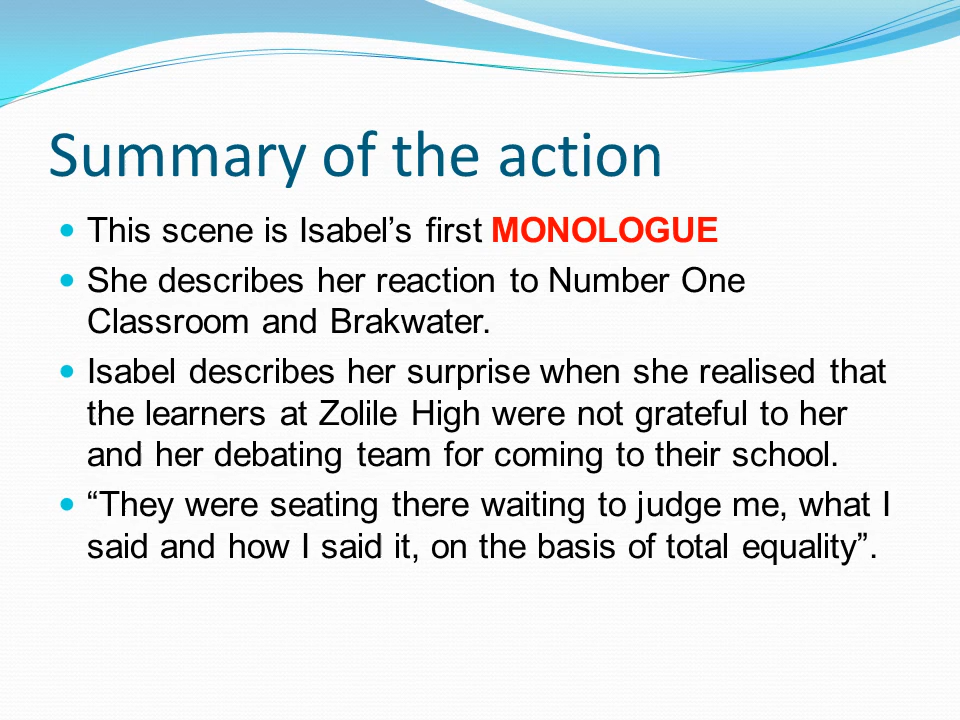 Summary of the action
• This scene is Isabel’s first MONOLOGUE
• She describes her reaction to Number One
Classroom and Brakwater.
• Isabel describes her surprise when she realised that
the learners at Zolile High were not grateful to her
and her debating team for coming to their school.
• “They were seating there waiting to judge me, what I
said and how I said it, on the basis of total equality”.